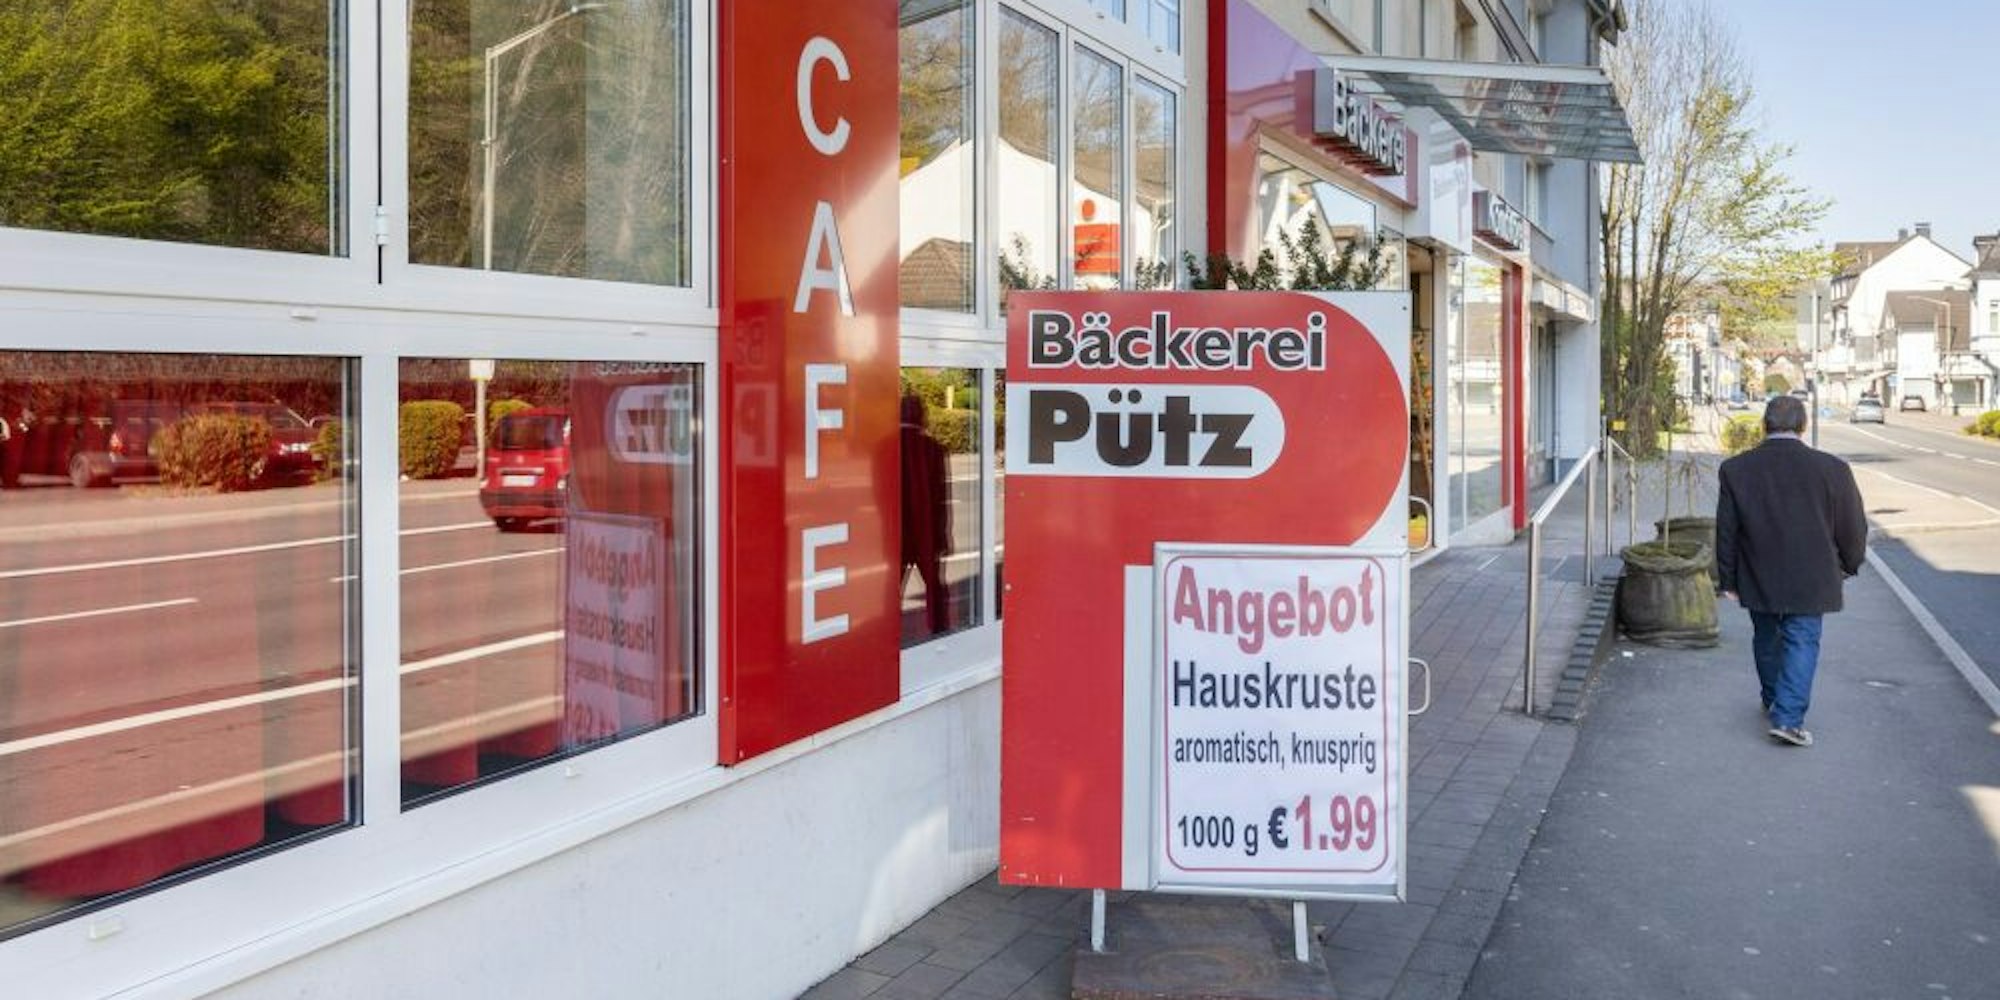 CAFE
Bäckerei
Bäckerei
Pütz
Angebot
Hauskruste
aromatisch, knusprig
1000 g € 1.99